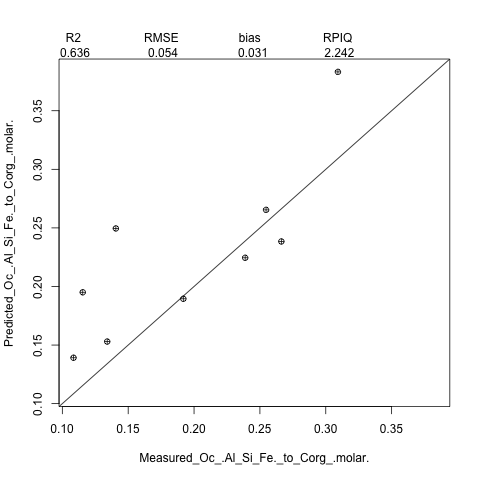 R2 RMSE bias RPIQ
0.636 0.054 0.031 2.242
Predicted_Oc_.Al_Si_Fe._to_Corg_.molar.
0.35
0.30
0.25
0.20
0.15
0.10
0.10 0.15 0.20 0.25 0.30 0.35
Measured_Oc_.Al_Si_Fe._to_Corg_.molar.